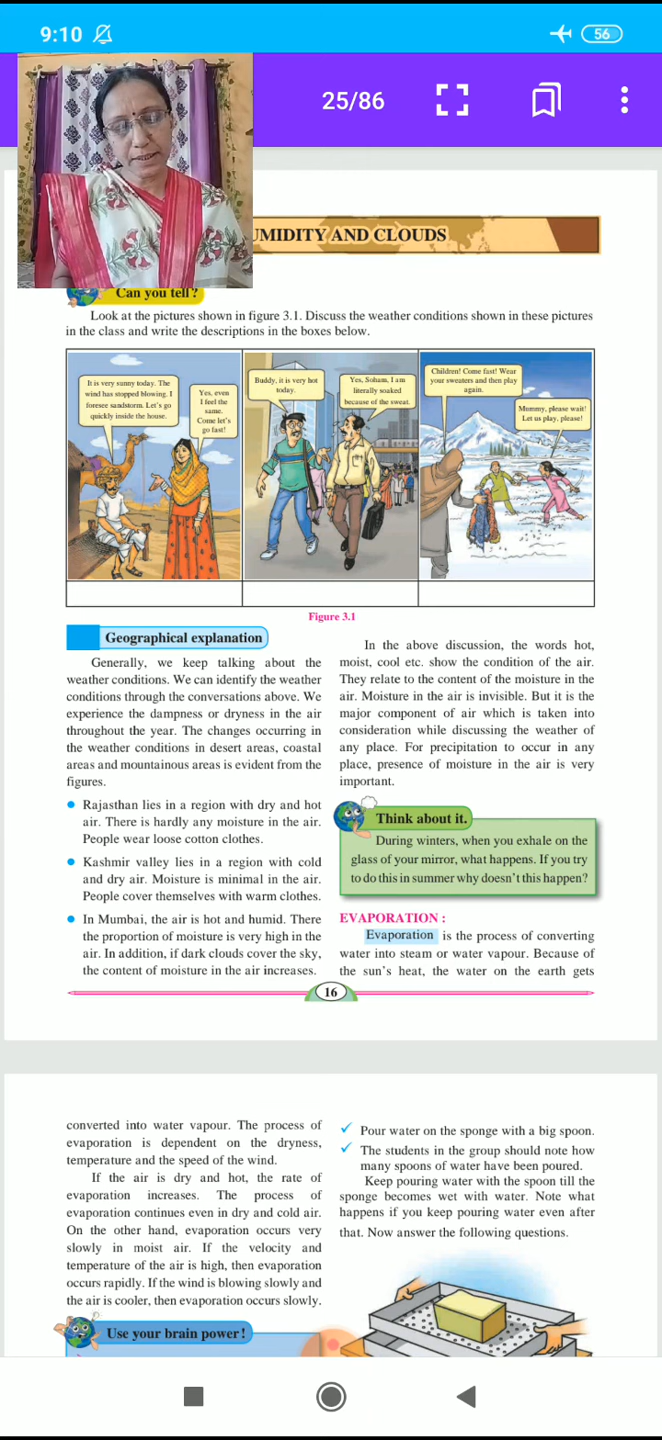 9:10
56
25/86
UMIDITY AND CLOUDS
Can you tell?
Look at the pictures shown in figure 3.1. Discuss the weather conditions shown in these pictures
in the class and write the descriptions in the boxes below.
It is very sunny today. The
wind has stopped blowing. I
foresee sandstorm. Let's go
quickly inside the house.
Yes, even
I feel the
same.
Come let's
go fast!
Buddy, it is very hot
today.
Yes, Soham, I am
literally soaked
because of the sweat.
Children! Come fast! Wear
your sweaters and then play
again.
Mommy, please wait!
Let us play, please!
Figure 3.1
Geographical explanation
Generally, we keep talking about the
weather conditions. We can identify the weather
conditions through the conversations above. We
experience the dampness or dryness in the air
throughout the year. The changes occurring in
the weather conditions in desert areas, coastal
areas and mountainous areas is evident from the
figures.
Rajasthan lies in a region with dry and hot
air. There is hardly any moisture in the air.
People wear loose cotton clothes.
Kashmir valley lies in a region with cold
and dry air. Moisture is minimal in the air.
People cover themselves with warm clothes.
In Mumbai, the air is hot and humid. There
the proportion of moisture is very high in the
air. In addition, if dark clouds cover the sky,
the content of moisture in the air increases.
In the above discussion, the words hot,
moist, cool etc. show the condition of the air.
They relate to the content of the moisture in the
air. Moisture in the air is invisible. But it is the
major component of air which is taken into
consideration while discussing the weather of
any place. For precipitation to occur in any
place, presence of moisture in the air is very
important.
Think about it.
During winters, when you exhale on the
glass of your mirror, what happens. If you try
to do this in summer why doesn't this happen?
EVAPORATION :
Evaporation is the process of converting
water into steam or water vapour. Because of
the sun's heat, the water on the earth gets
16
converted into water vapour. The process of
evaporation is dependent on the dryness,
temperature and the speed of the wind.
If the air is dry and hot, the rate of
evaporation increases. The process of
evaporation continues even in dry and cold air.
On the other hand, evaporation occurs very
slowly in moist air. If the velocity and
temperature of the air is high, then evaporation
occurs rapidly. If the wind is blowing slowly and
the air is cooler, then evaporation occurs slowly.
Use your brain power!
Pour water on the sponge with a big spoon.
The students in the group should note how
many spoons of water have been poured.
Keep pouring water with the spoon till the
sponge becomes wet with water. Note what
happens if you keep pouring water even after
that. Now answer the following questions.